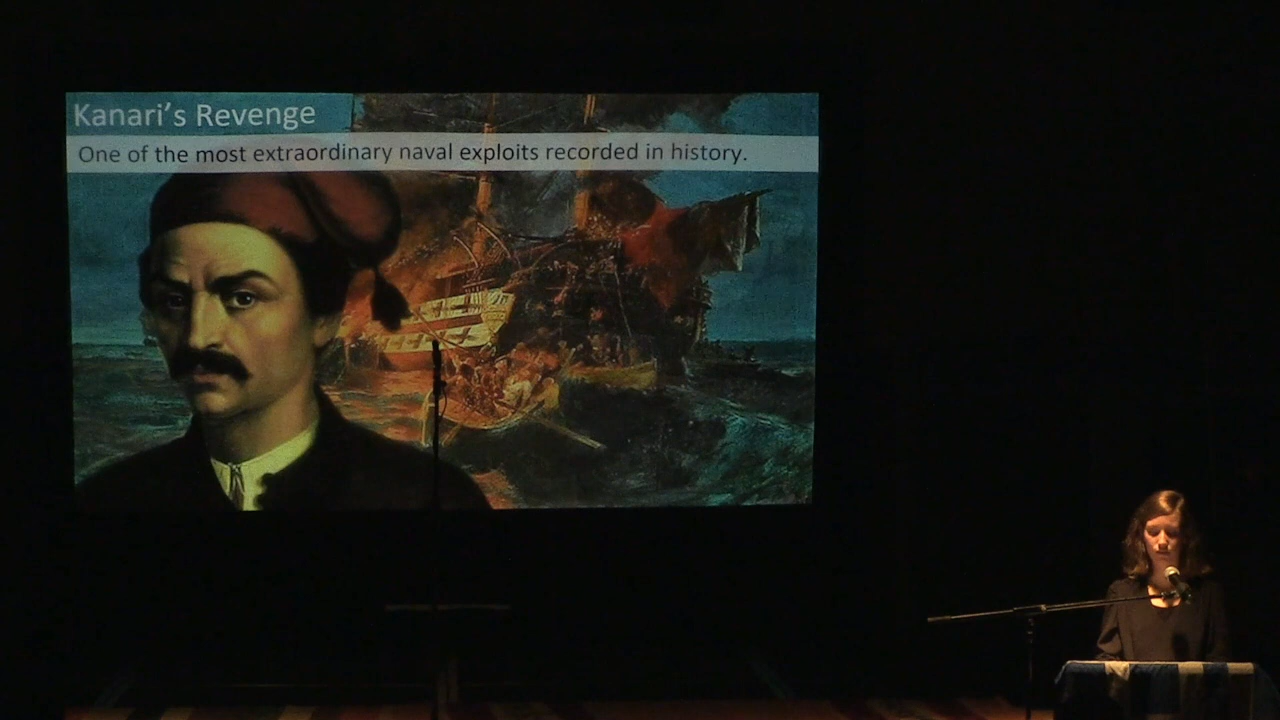 Kanari's Revenge
One of the most extraordinary naval exploits recorded in history.